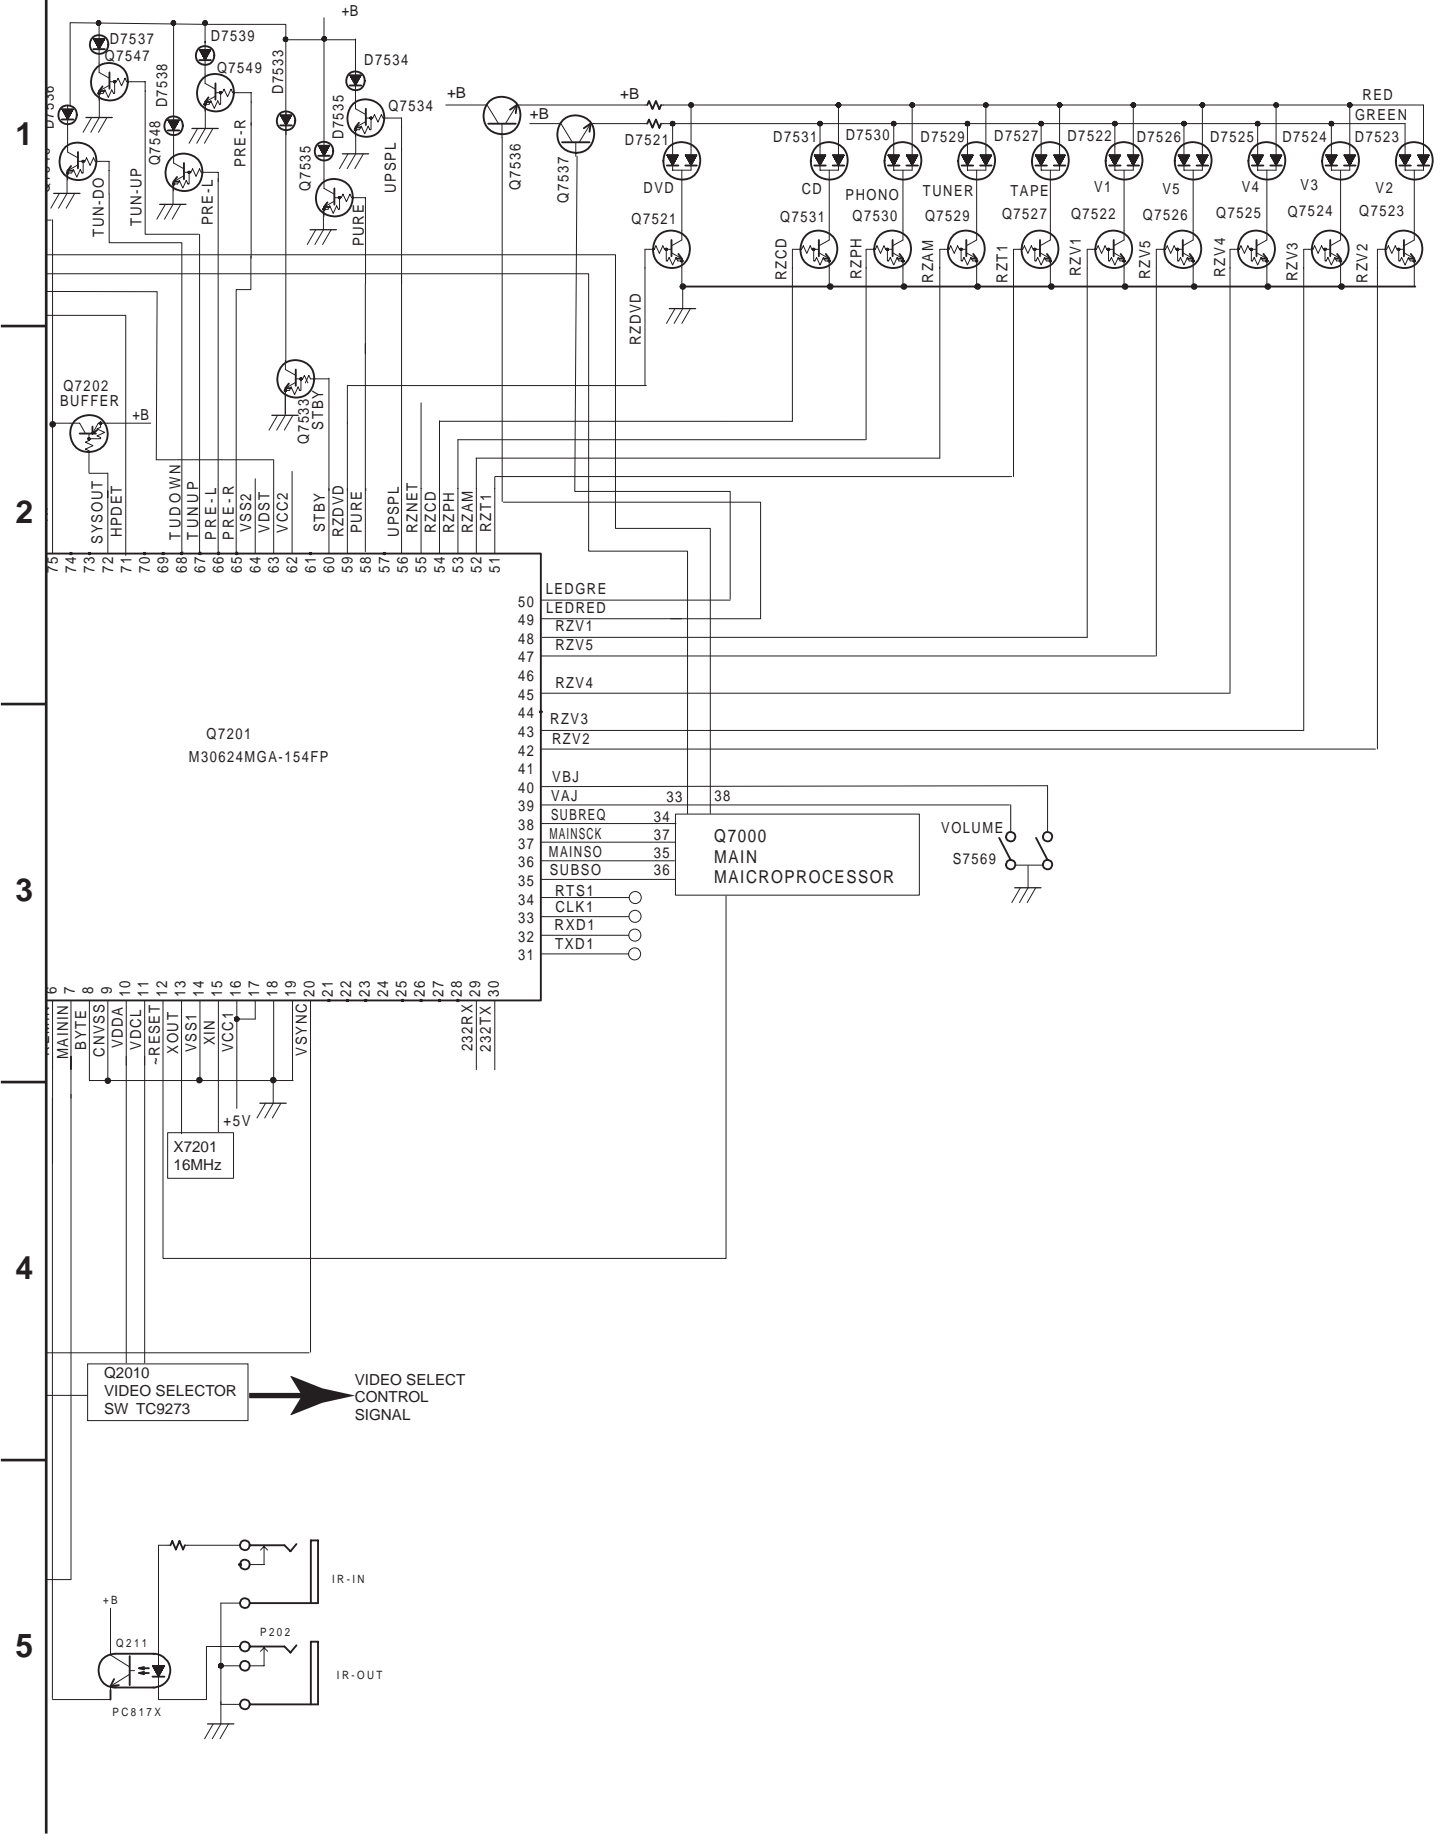 +B
D7537
Q7547
D7539
Q7549
D7538
D7533
D7534
D7535
Q7534
Q7548
PRE-R
Q7535
UPSPL
TUN-DO
TUN-UP
PRE-L
PURE
1
+B
+B
+B
Q7536
Q7537
RED
GREEN
D7521
D7531
D7530
D7529
D7527
D7522
D7526
D7525
D7524
D7523
DVD
CD
PHONO
TUNER
TAPE
V1
V5
V4
V3
V2
Q7521
Q7531
Q7530
Q7529
Q7527
Q7522
Q7526
Q7525
Q7524
Q7523
RZDVD
RZCD
RZPH
RZAM
RZT1
RZV1
RZV5
RZV4
RZV3
RZV2
Q7202
BUFFER
+B
Q7533
STBY
2
SYSOUT
HPDET
TUDOWN
TUNUP
PRE-L
PRE-R
VSS2
VDST
VCC2
STBY
RZDVD
PURE
UPSPL
RZNET
RZCD
RZPH
RZAM
RZT1
75 74 73 72 71 70 69 68 67 66 65 64 63 62 61 60 59 58 57 56 55 54 53 52 51
50 LEDGRE
49 LEDRED
48 RZV1
47 RZV5
46
45 RZV4
44
43 RZV3
42 RZV2
41
40 VBJ
39 VAJ
38 SUBREQ 34
37 MAINSCK 37
36 MAINSO 35
35 SUBSO 36
34 RTS1
33 CLK1
32 RXD1
31 TXD1
Q7201
M30624MGA-154FP
33 38
Q7000
MAIN
MAICROPROCESSOR
VOLUME
S7569
3
6 7 8 9 10 11 12 13 14 15 16 17 18 19 20 21 22 23 24 25 26 27 28 29 30
MAININ
BYTE
CNVSS
VDDA
VDCL
~RESET
XOUT
VSS1
XIN
VCC1
VSYNC
232RX
232TX
+5V
X7201
16MHz
4
Q2010
VIDEO SELECTOR
SW TC9273
VIDEO SELECT
CONTROL
SIGNAL
5
IR-IN
+B
Q211
P202
IR-OUT
PC817X